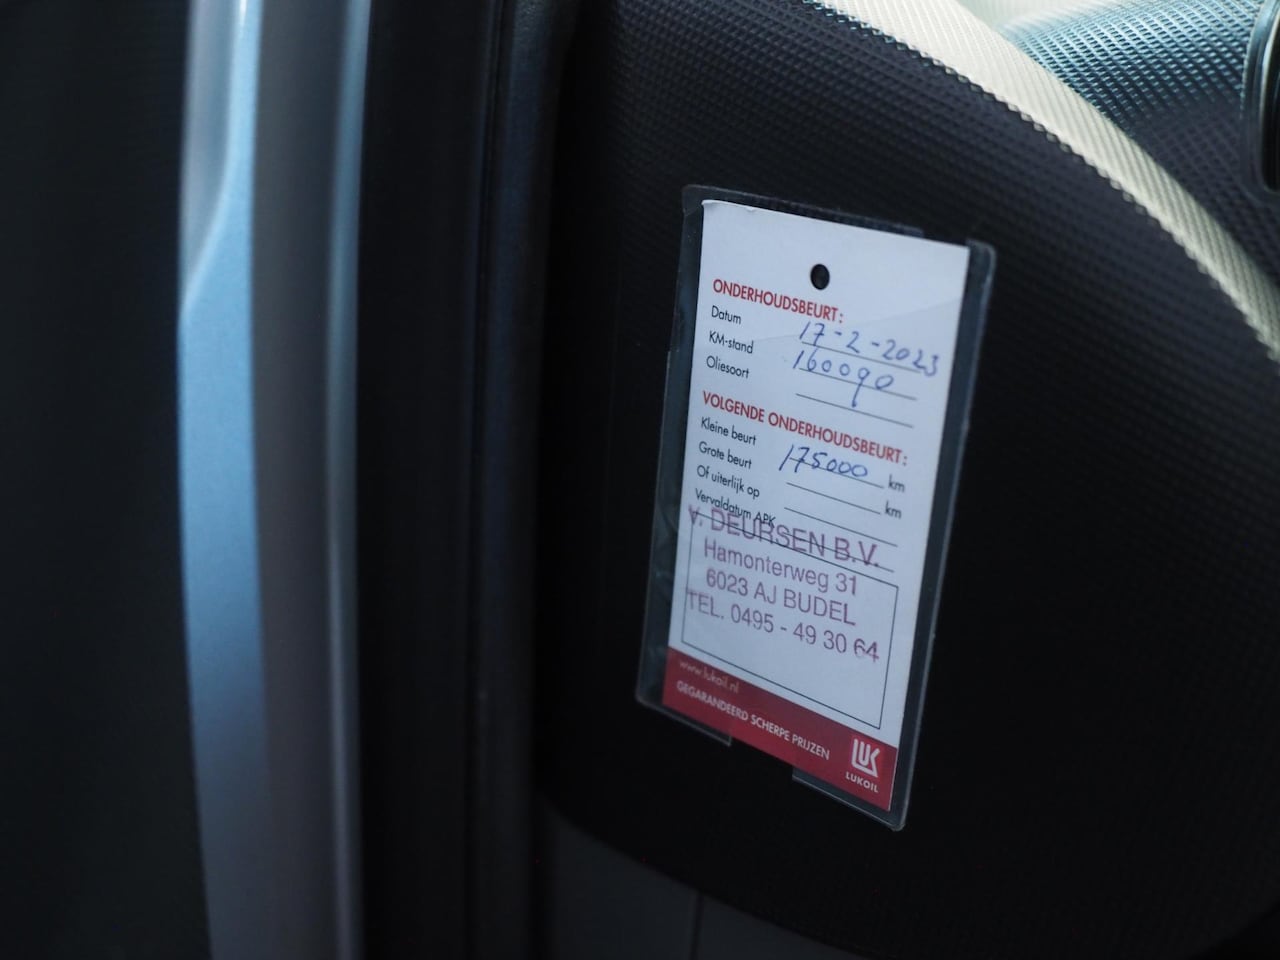 ONDERHOUDSBEURT:
Datum 17-2-2023
KM-stand 160090
Oliesoort
VOLGENDE ONDERHOUDSBEURT:
Kleine beurt 175000 km
Grote beurt km
Of uiterlijk op
Vervaldatum APK
V. DEURSEN B.V.
Hamonterweg 31
6023 AJ BUDEL
TEL. 0495 - 49 30 64
www.lukoil.nl
GEGARANDEERD SCHERPE PRIJZEN
LUK
LUKOIL